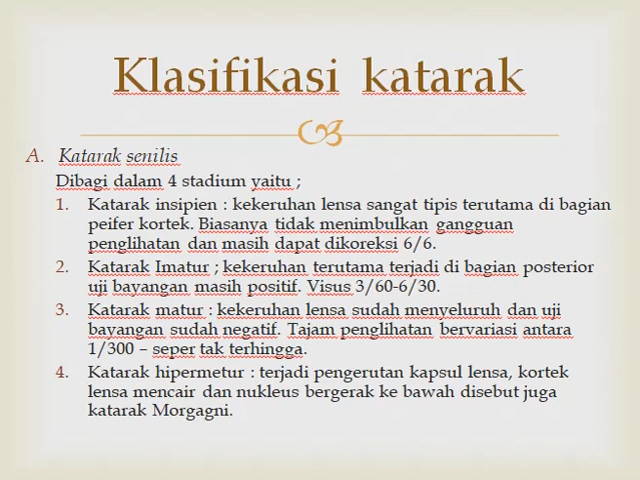 Klasifikasi katarak
A. Katarak senilis
Dibagi dalam 4 stadium yaitu ;
1. Katarak insipien : kekeruhan lensa sangat tipis terutama di bagian
peifer kortek. Biasanya tidak menimbulkan gangguan
penglihatan dan masih dapat dikoreksi 6/6.
2. Katarak Imatur ; kekeruhan terutama terjadi di bagian posterior
uji bayangan masih positif. Visus 3/60-6/30.
3. Katarak matur : kekeruhan lensa sudah menyeluruh dan uji
bayangan sudah negatif. Tajam penglihatan bervariasi antara
1/300 – seper tak terhingga.
4. Katarak hipermetur : terjadi pengerutan kapsul lensa, kortek
lensa mencair dan nukleus bergerak ke bawah disebut juga
katarak Morgagni.